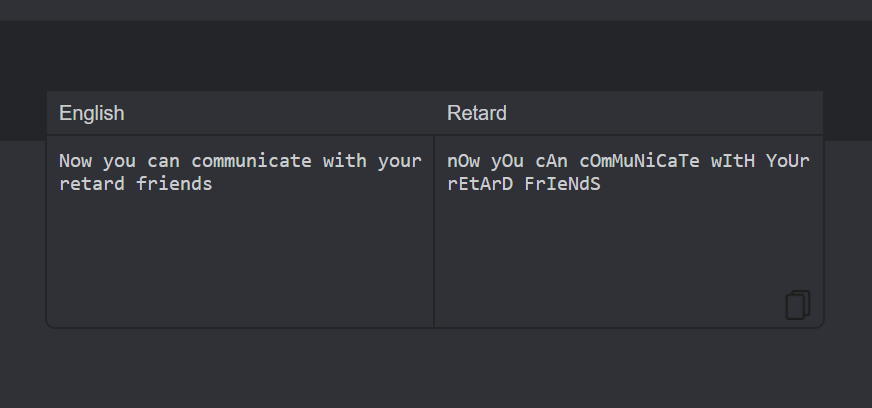 English
Retard
Now you can communicate with your
retard friends
nOw yOu cAn cOmMuNiCaTe wItH YoUr
rEtArD FrIeNdS